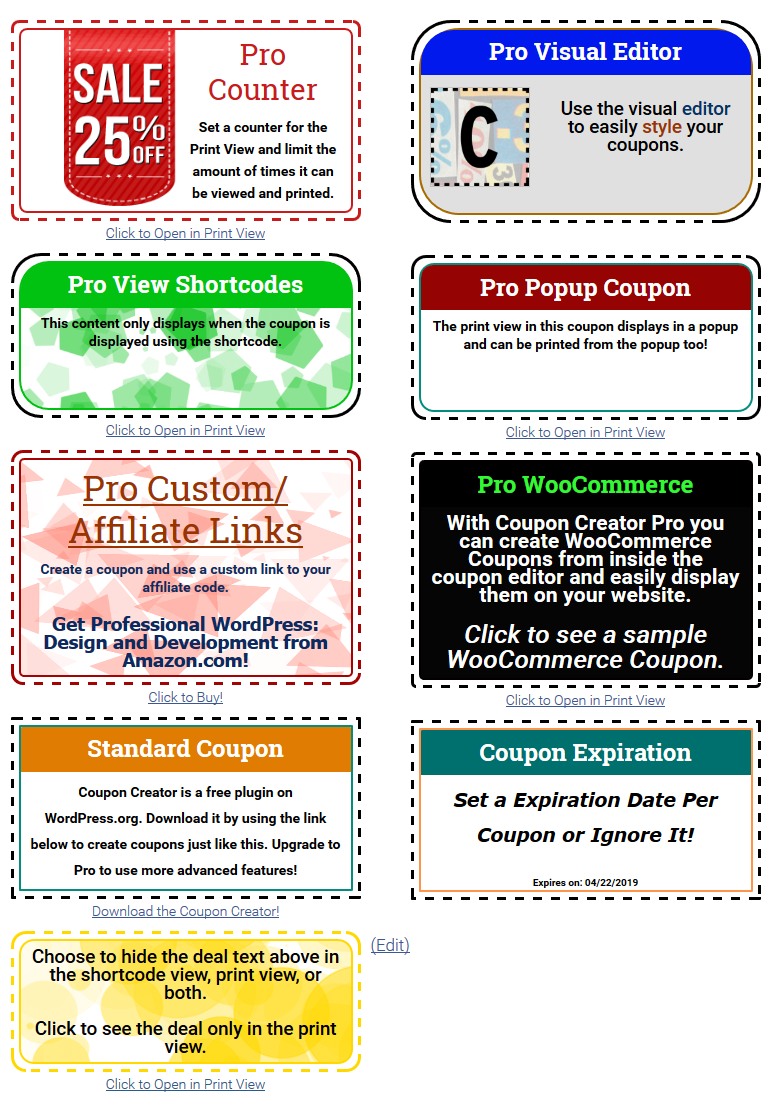 SALE
25%
OFF
Pro
Counter
Set a counter for the
Print View and limit the
amount of times it can
be viewed and printed.
Click to Open in Print View
Pro Visual Editor
C
Use the visual editor
to easily style your
coupons.
Pro View Shortcodes
This content only displays when the coupon is
displayed using the shortcode.
Click to Open in Print View
Pro Popup Coupon
The print view in this coupon displays in a popup
and can be printed from the popup too!
Click to Open in Print View
Pro Custom/
Affiliate Links
Create a coupon and use a custom link to your
affiliate code.
Get Professional WordPress:
Design and Development from
Amazon.com!
Click to Buy!
Pro WooCommerce
With Coupon Creator Pro you
can create WooCommerce
Coupons from inside the
coupon editor and easily display
them on your website.
Click to see a sample
WooCommerce Coupon.
Click to Open in Print View
Standard Coupon
Coupon Creator is a free plugin on
WordPress.org. Download it by using the link
below to create coupons just like this. Upgrade to
Pro to use more advanced features!
Download the Coupon Creator!
Coupon Expiration
Set a Expiration Date Per
Coupon or Ignore It!
Expires on: 04/22/2019
Choose to hide the deal text above in
the shortcode view, print view, or
both.
Click to see the deal only in the print
view.
Click to Open in Print View
(Edit)